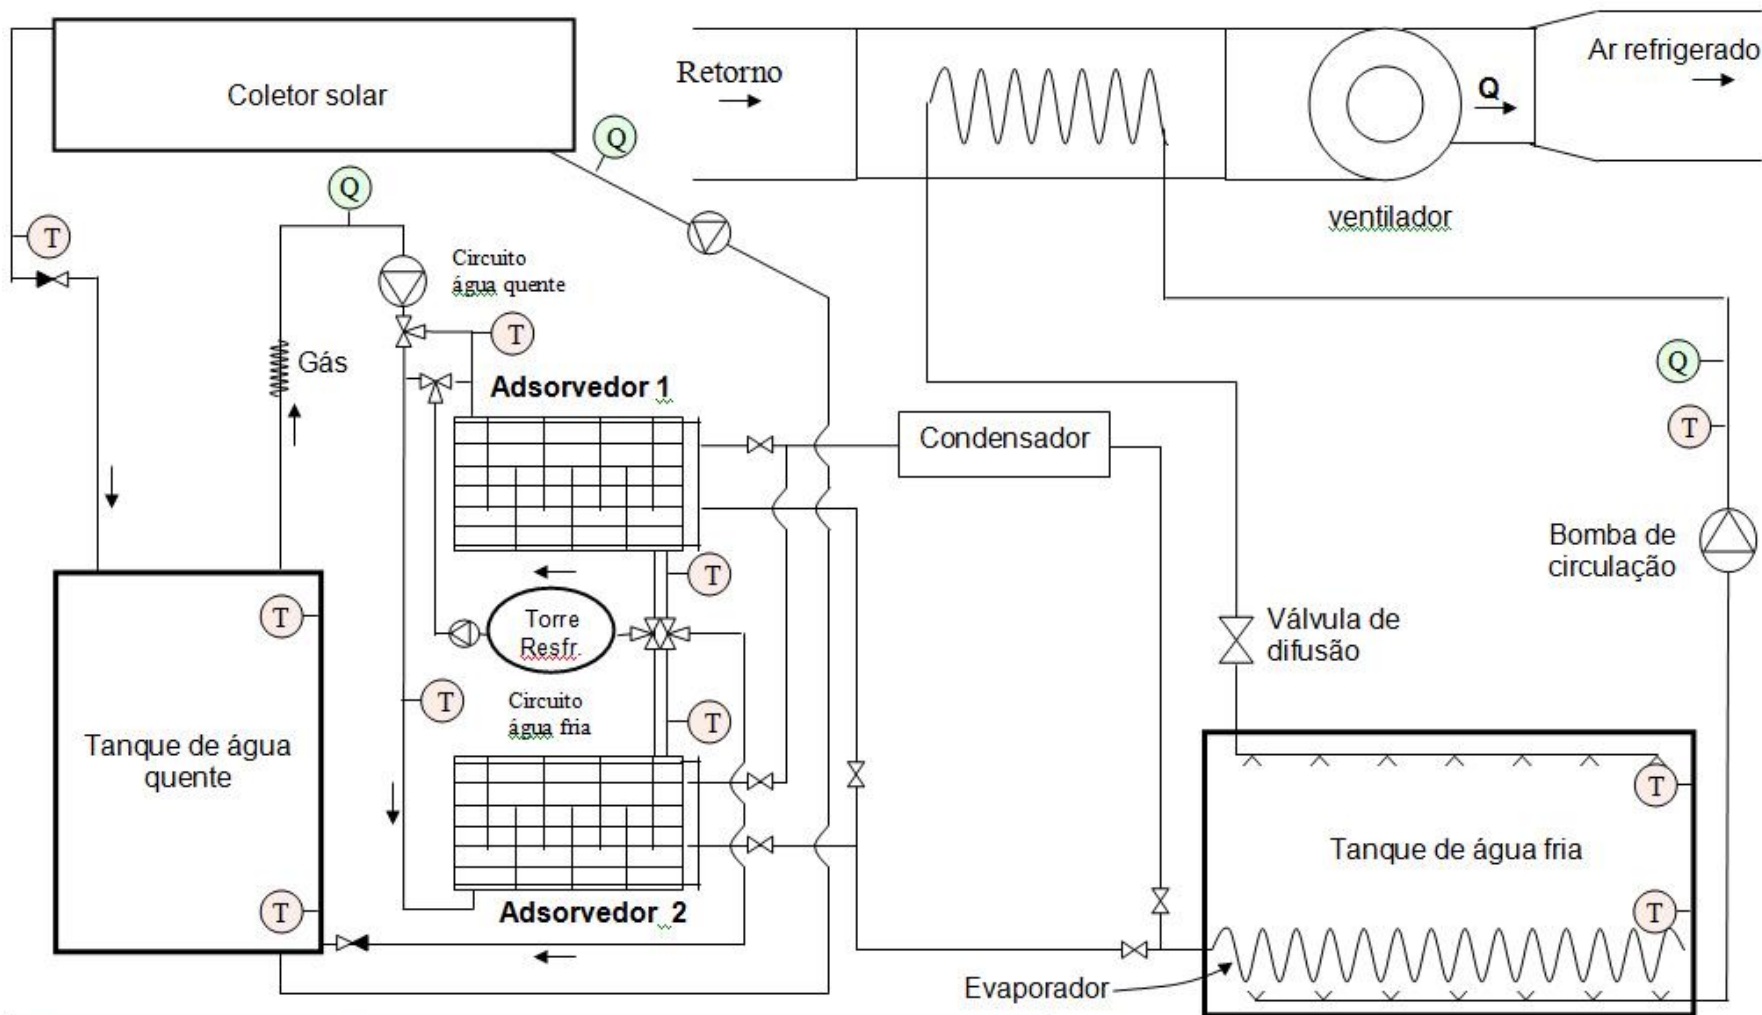 Coletor solar
Retorno
Q
Ar refrigerado
ventilador
Q
Q
T
Circuito
água quente
T
Gás
Adsorvedor 1
Condensador
Q
T
Bomba de
circulação
T
Torre
Resfr.
T
Circuito
água fria
T
T
Válvula de
difusão
T
Tanque de água
quente
T
Tanque de água fria
T
T
Adsorvedor 2
Evaporador